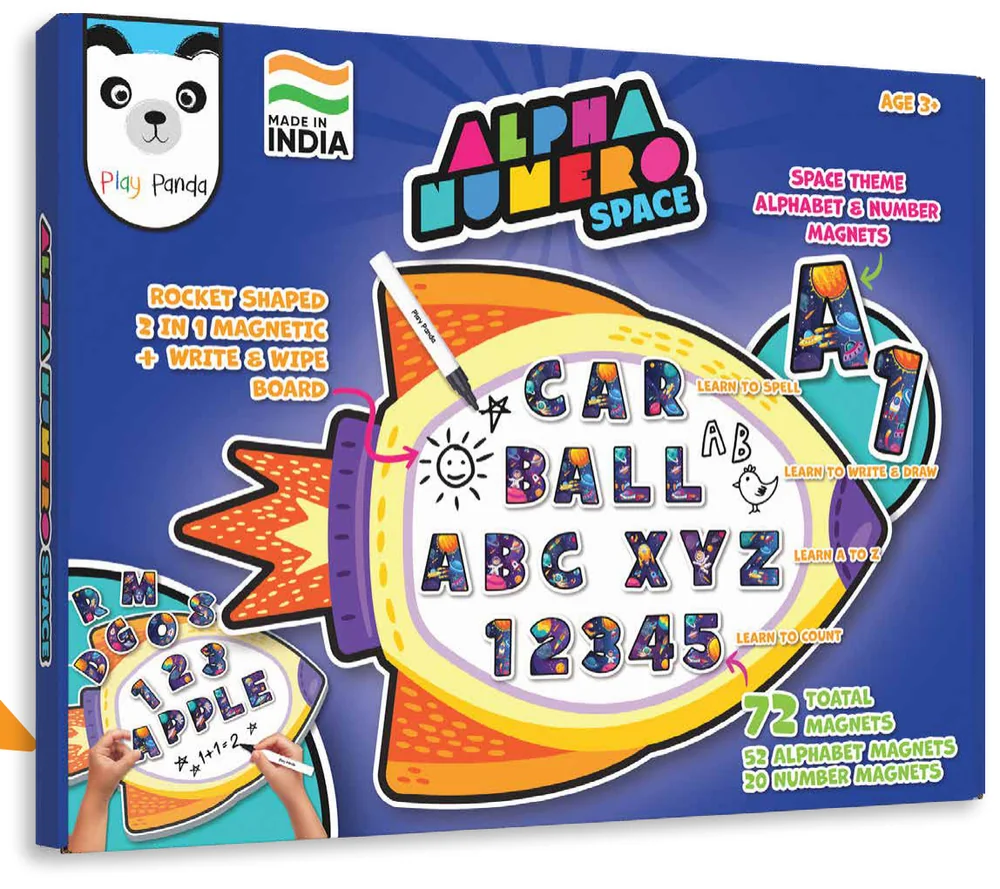 Play Panda
MADE IN
INDIA
ALPHA
NUMERO
SPACE
AGE 3+
SPACE THEME
ALPHABET & NUMBER
MAGNETS
A
1
ROCKET SHAPED
2 IN 1 MAGNETIC
+ WRITE & WIPE
BOARD
Play Panda
CAR
LEARN TO SPELL
AB
BALL
LEARN TO WRITE & DRAW
ABC XYZ
LEARN A TO Z
12345
LEARN TO COUNT
72 TOATAL
MAGNETS
52 ALPHABET MAGNETS
20 NUMBER MAGNETS
ALPHA NUMERO SPACE
R M
D G O S
123
APPLE
1+1=2
Play Panda